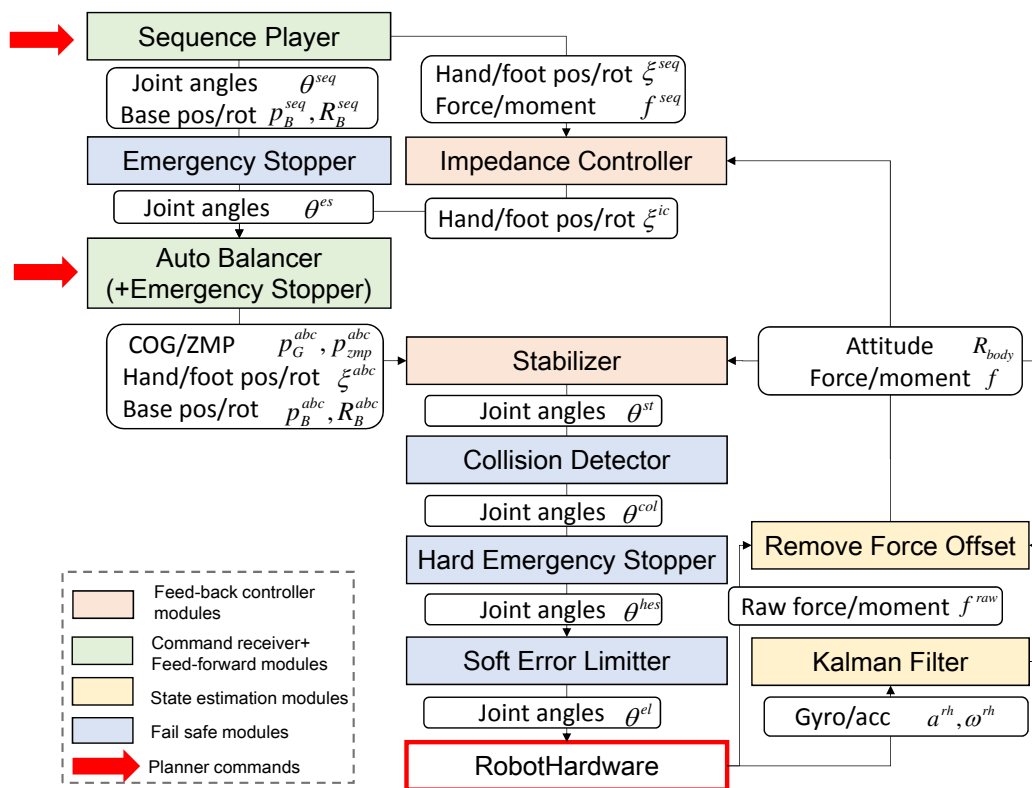 Sequence Player
Joint angles θ^{seq}
Base pos/rot p_B^{seq}, R_B^{seq}
Hand/foot pos/rot ξ^{seq}
Force/moment f^{seq}
Emergency Stopper
Impedance Controller
Joint angles θ^{es}
Hand/foot pos/rot ξ^{ic}
Auto Balancer
(+Emergency Stopper)
COG/ZMP p_G^{abc}, p_{zmp}^{abc}
Hand/foot pos/rot ξ^{abc}
Base pos/rot p_B^{abc}, R_B^{abc}
Stabilizer
Attitude R_{body}
Force/moment f
Joint angles θ^{st}
Collision Detector
Joint angles θ^{col}
Hard Emergency Stopper
Remove Force Offset
Joint angles θ^{hes}
Raw force/moment f^{raw}
Soft Error Limitter
Kalman Filter
Joint angles θ^{el}
Gyro/acc a^{rh}, ω^{rh}
RobotHardware
Feed-back controller
modules
Command receiver+
Feed-forward modules
State estimation modules
Fail safe modules
Planner commands